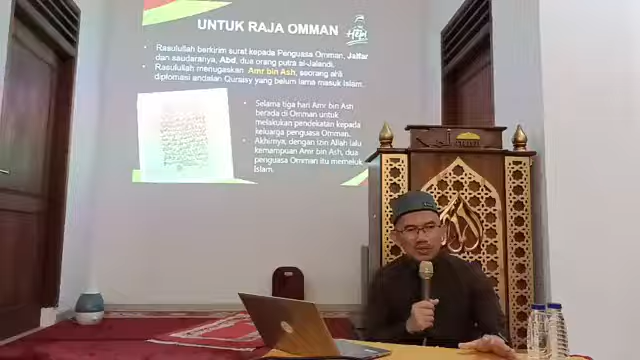 UNTUK RAJA OMMAN
• Rasulullah berkirim surat kepada Penguasa Omman, Jaifar
dan saudaranya, Abd, dua orang putra al-Jalandi.
• Rasulullah menugaskan Amr bin Ash, seorang ahli
diplomasi andalan Quraisy yang belum lama masuk Islam.
• Selama tiga hari Amr bin Ash
berada di Omman untuk
melakukan pendekatan kepada
keluarga penguasa Omman.
• Akhirnya, dengan izin Allah lalu
kemampuan Amr bin Ash, dua
penguasa Omman itu memeluk
Islam.